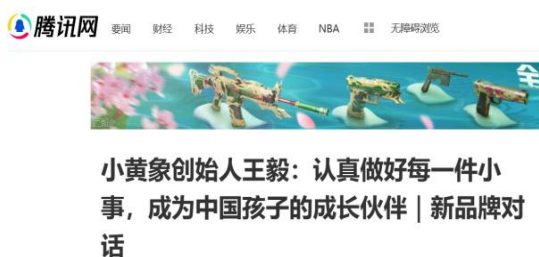 腾讯网 要闻 财经 科技 娱乐 体育 NBA 无障碍浏览
全
小黄象创始人王毅：认真做好每一件小
事，成为中国孩子的成长伙伴｜新品牌对
话